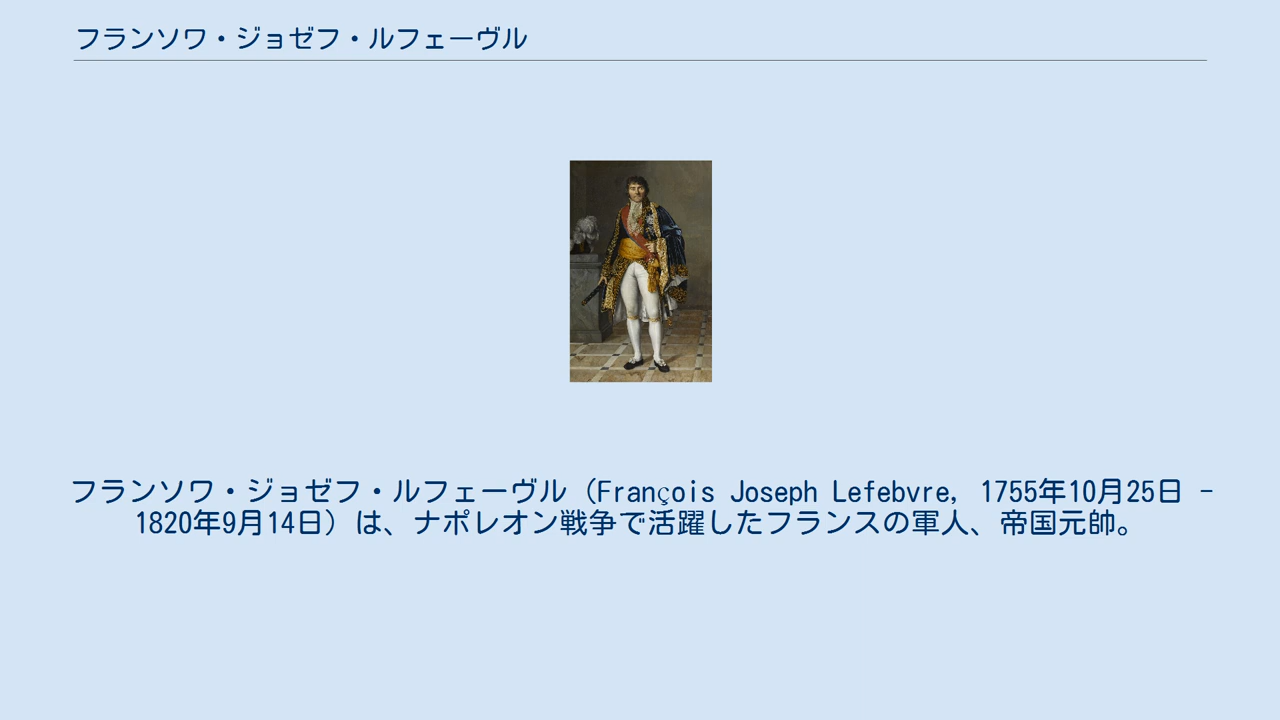 フランソワ・ジョゼフ・ルフェーヴル
フランソワ・ジョゼフ・ルフェーヴル（François Joseph Lefebvre, 1755年10月25日 -
1820年9月14日）は、ナポレオン戦争で活躍したフランスの軍人、帝国元帥。